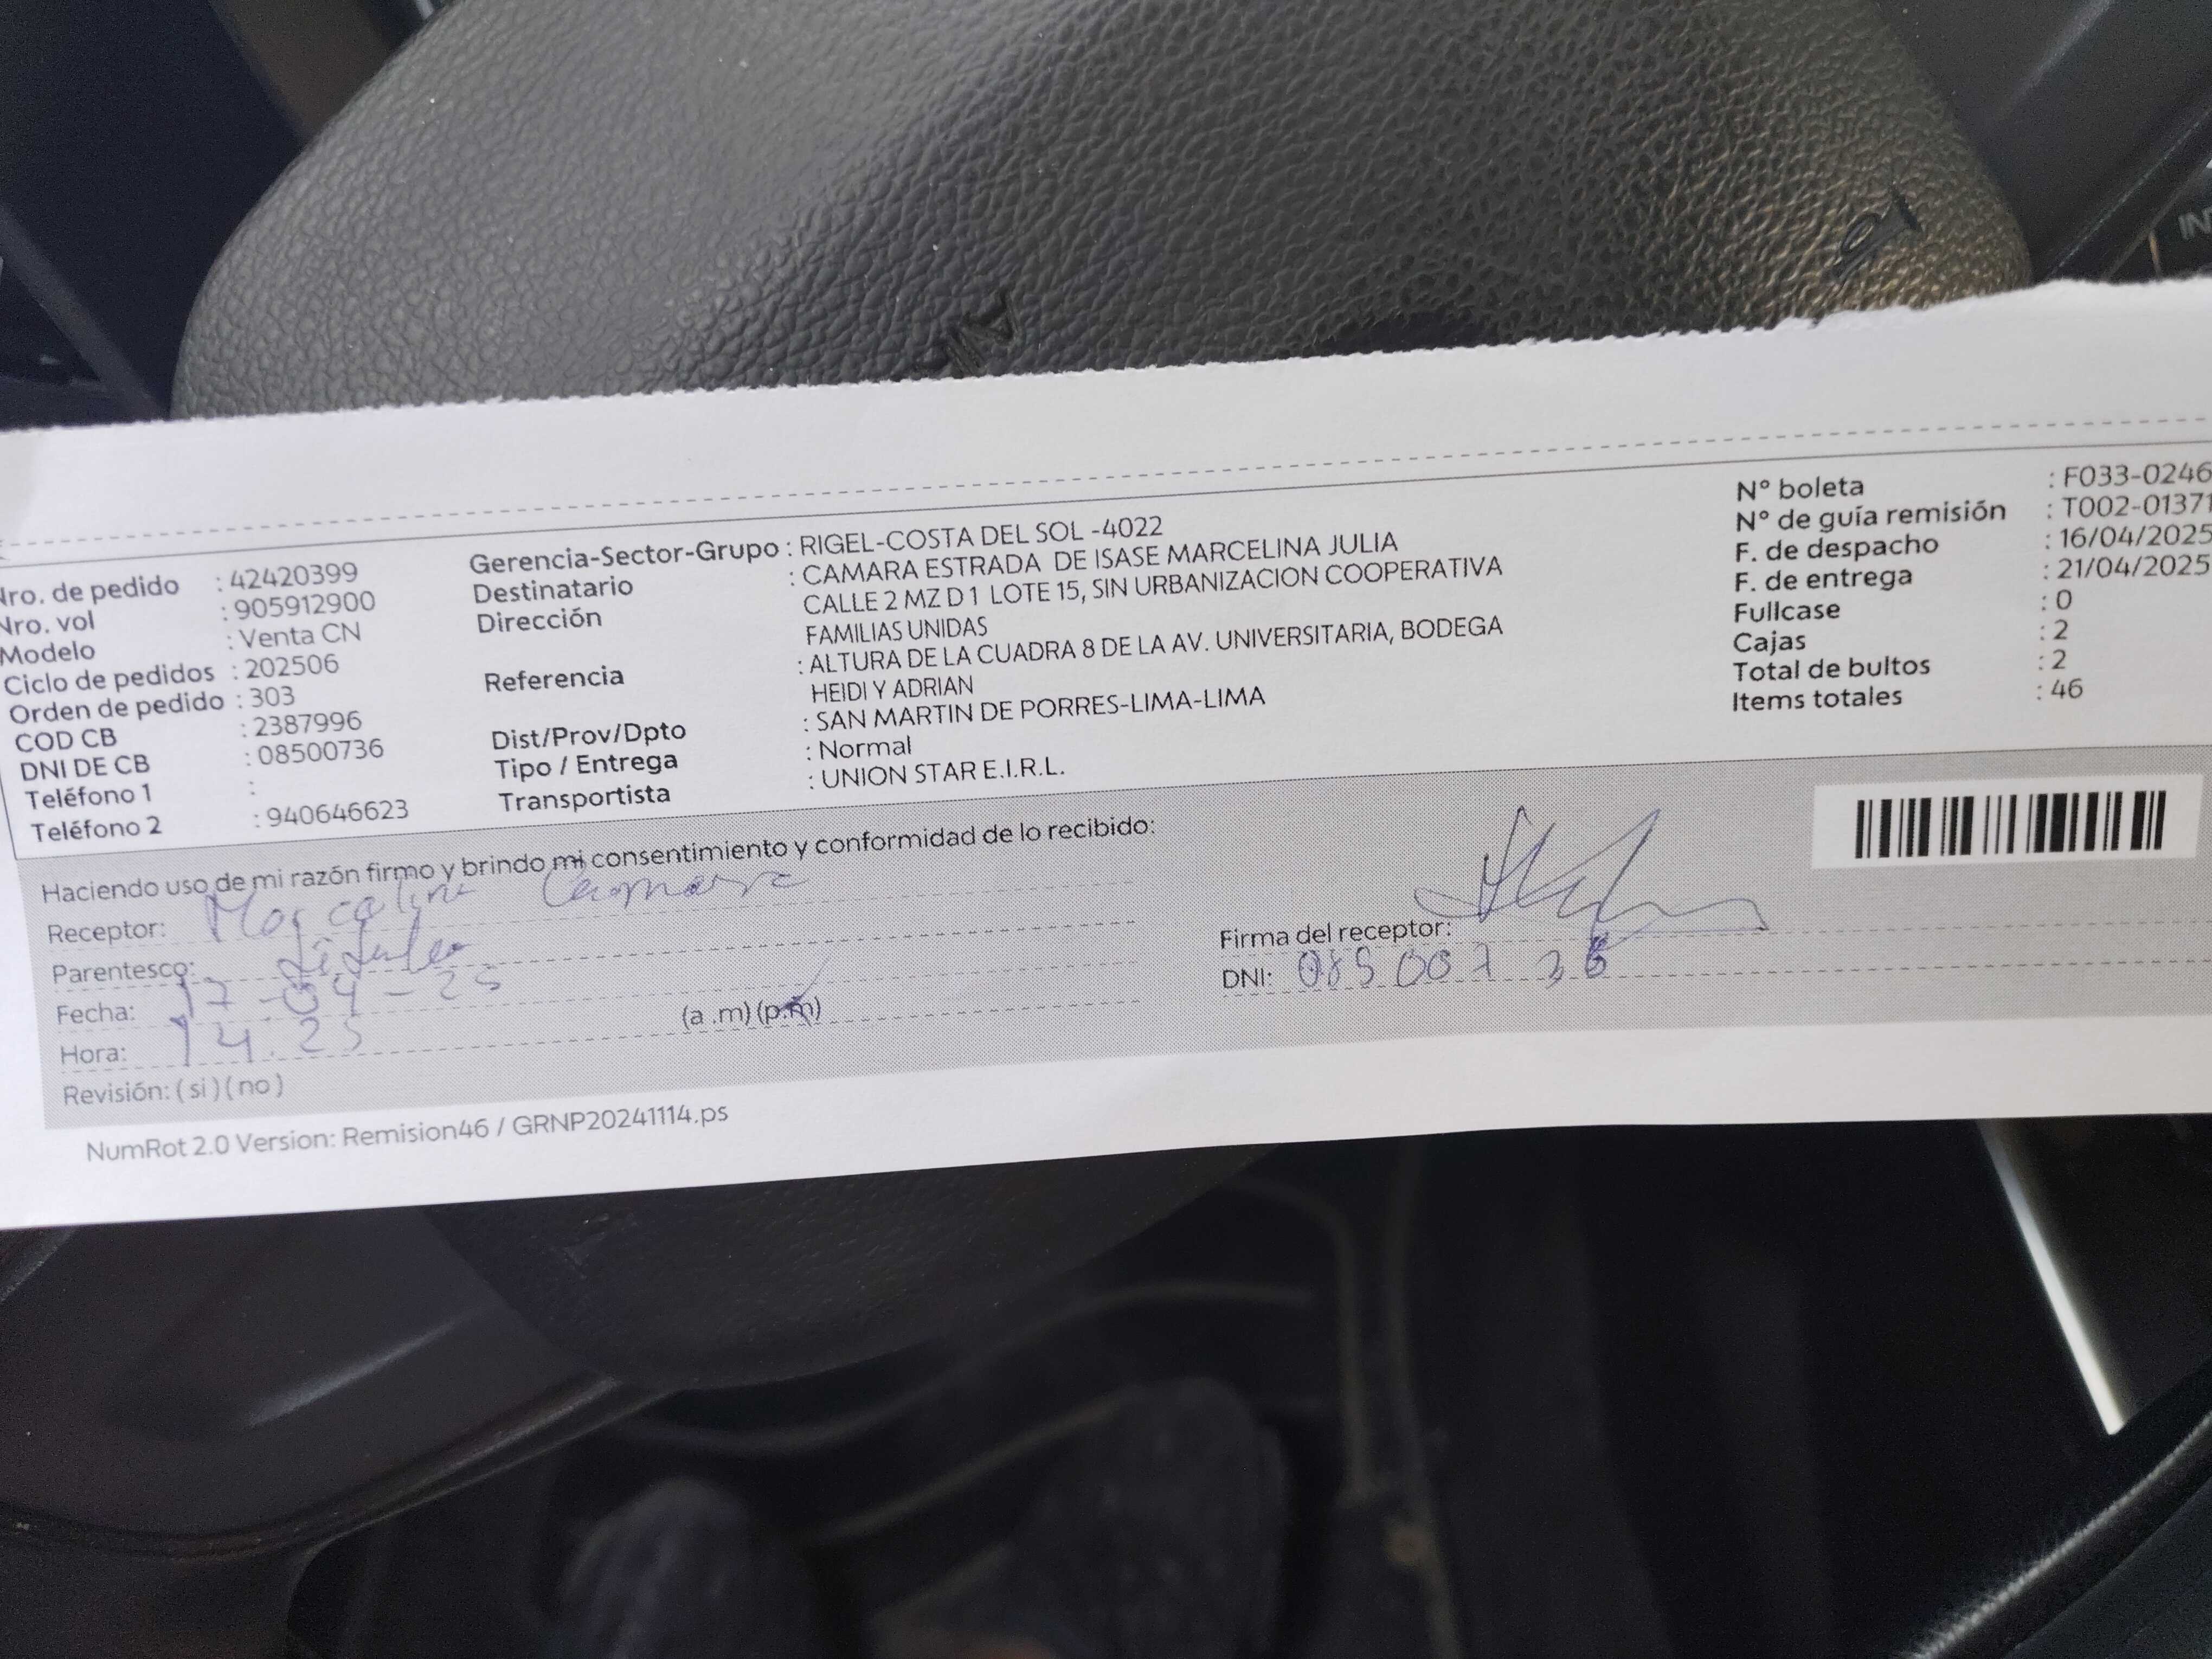 Nro. de pedido : 42420399
Nro. vol : 905912900
Modelo : Venta CN
Ciclo de pedidos : 202506
Orden de pedido : 303
COD CB : 2387996
DNI DE CB : 08500736
Teléfono 1 :
Teléfono 2 : 940646623
Gerencia-Sector-Grupo : RIGEL-COSTA DEL SOL -4022
Destinatario : CAMARA ESTRADA DE ISASE MARCELINA JULIA
Dirección CALLE 2 MZ D 1 LOTE 15, SIN URBANIZACION COOPERATIVA
FAMILIAS UNIDAS
Referencia : ALTURA DE LA CUADRA 8 DE LA AV. UNIVERSITARIA, BODEGA
HEIDI Y ADRIAN
Dist/Prov/Dpto : SAN MARTIN DE PORRES-LIMA-LIMA
Tipo / Entrega : Normal
Transportista : UNION STAR E.I.R.L.
N° boleta : F033-0246
N° de guía remisión : T002-01371
F. de despacho : 16/04/2025
F. de entrega : 21/04/2025
Fullcase : 0
Cajas : 2
Total de bultos : 2
Items totales : 46
Haciendo uso de mi razón firmo y brindo mi consentimiento y conformidad de lo recibido:
Receptor: Marcelina Camara
Parentesco: Titular
Fecha: 17-04-25
Hora: 14.25 (a .m) (p.m)
Revisión: ( si ) ( no )
Firma del receptor:
DNI: 08500736
NumRot 2.0 Version: Remision46 / GRNP20241114.ps